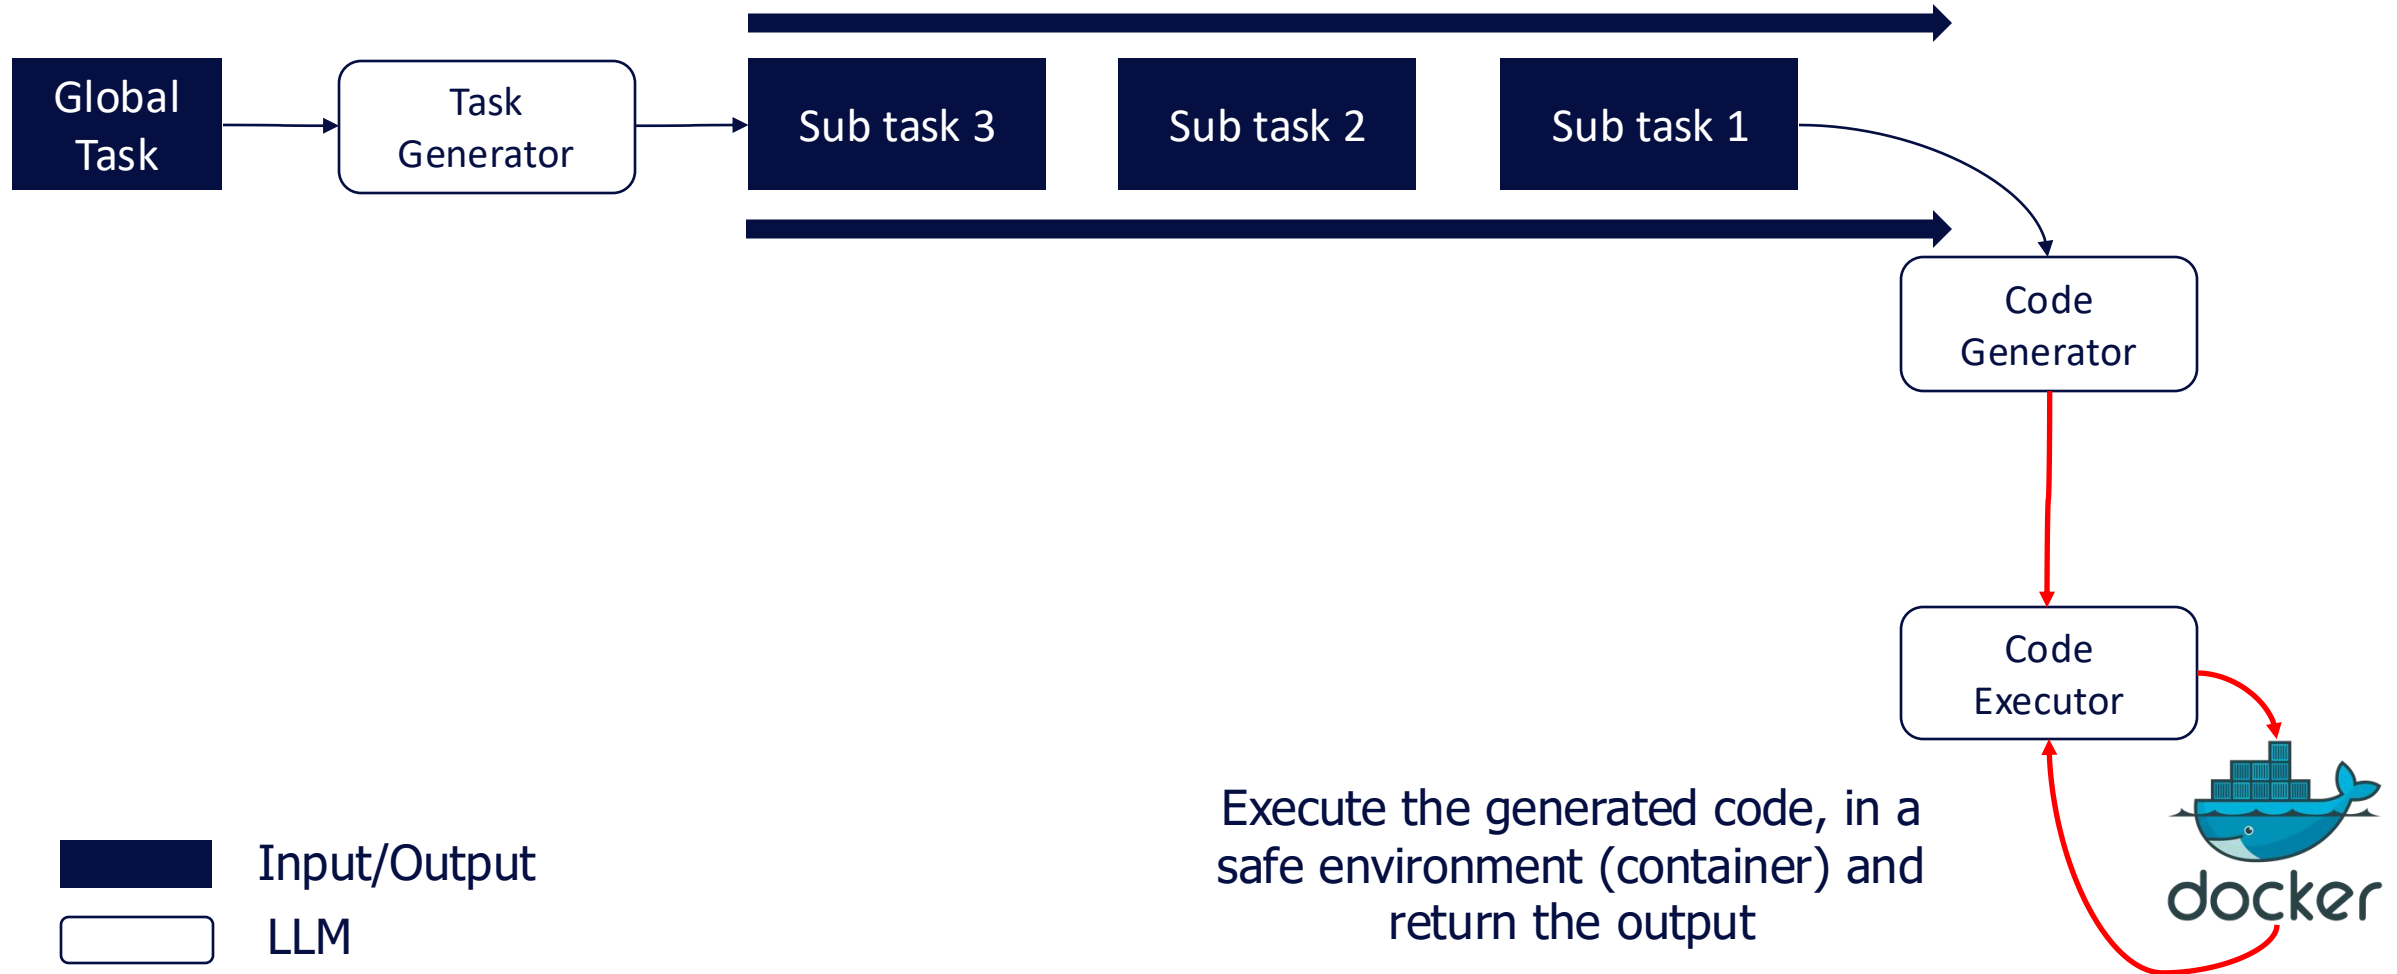 Global
Task
Task
Generator
Sub task 3
Sub task 2
Sub task 1
Code
Generator
Code
Executor
Execute the generated code, in a
safe environment (container) and
return the output
docker
Input/Output
LLM